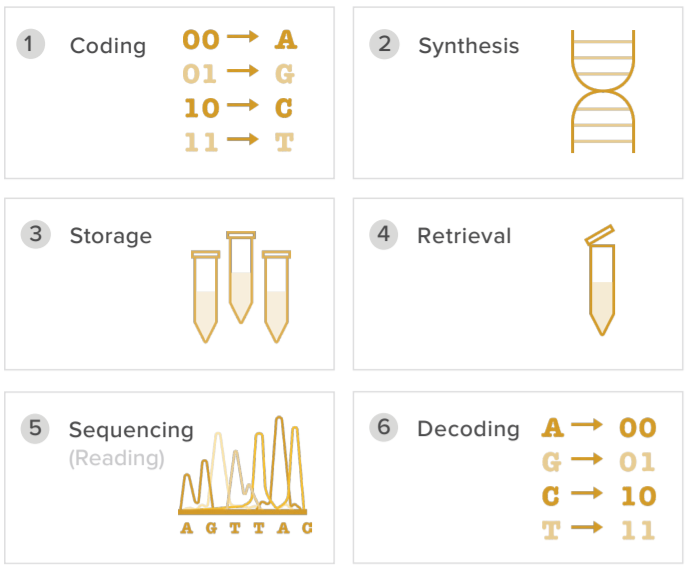 1 Coding
00 → A
01 → G
10 → C
11 → T
2 Synthesis
3 Storage
4 Retrieval
5 Sequencing
(Reading)
A G T T A C
6 Decoding
A → 00
G → 01
C → 10
T → 11